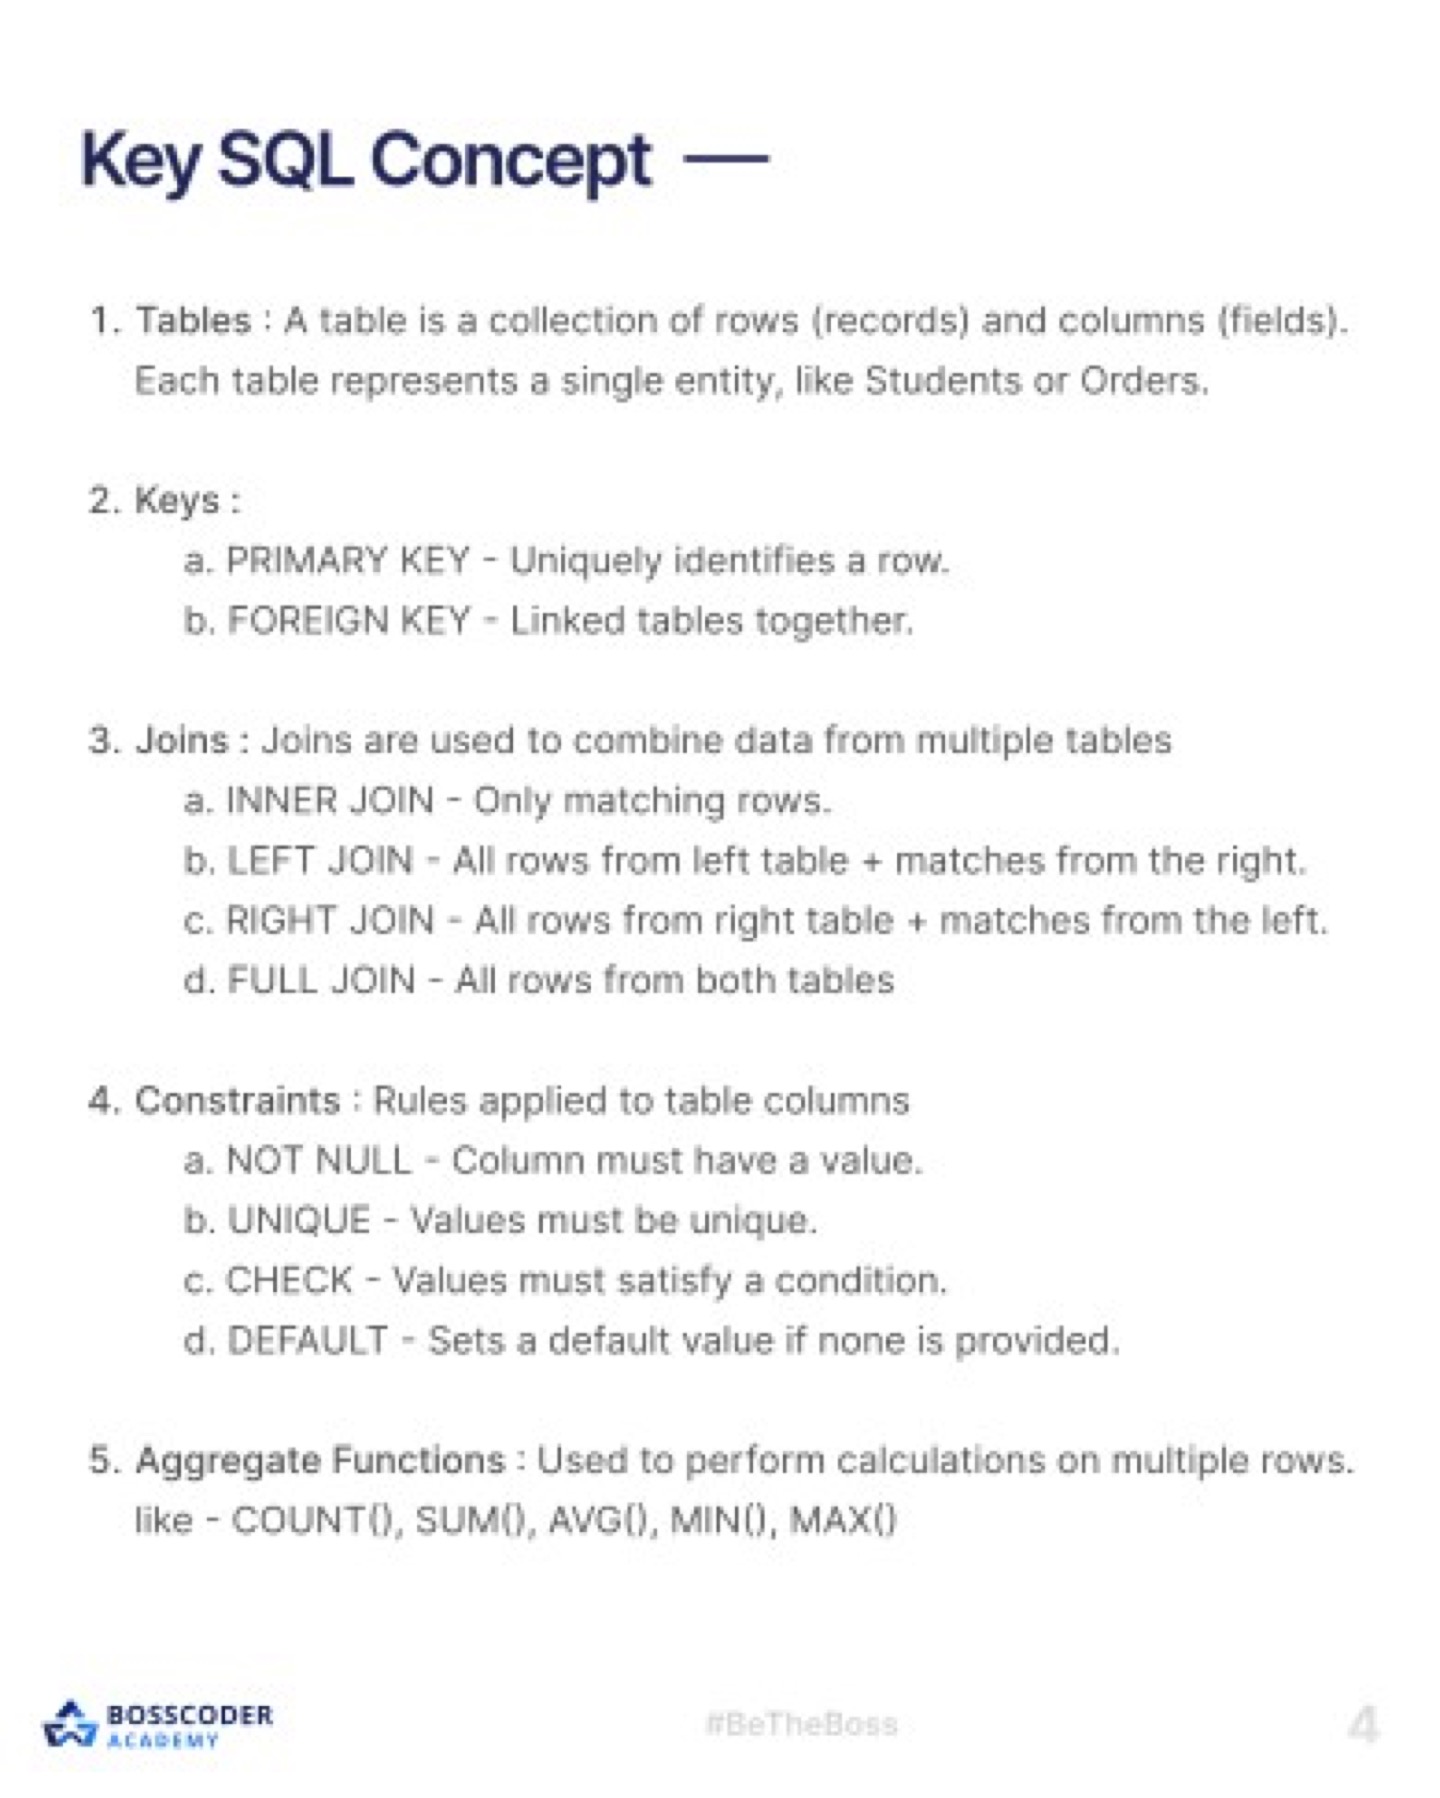 Key SQL Concept —
1. Tables : A table is a collection of rows (records) and columns (fields).
Each table represents a single entity, like Students or Orders.
2. Keys :
a. PRIMARY KEY - Uniquely identifies a row.
b. FOREIGN KEY - Linked tables together.
3. Joins : Joins are used to combine data from multiple tables
a. INNER JOIN - Only matching rows.
b. LEFT JOIN - All rows from left table + matches from the right.
c. RIGHT JOIN - All rows from right table + matches from the left.
d. FULL JOIN - All rows from both tables
4. Constraints : Rules applied to table columns
a. NOT NULL - Column must have a value.
b. UNIQUE - Values must be unique.
c. CHECK - Values must satisfy a condition.
d. DEFAULT - Sets a default value if none is provided.
5. Aggregate Functions : Used to perform calculations on multiple rows.
like - COUNT(), SUM(), AVG(), MIN(), MAX()
BOSSCODER
ACADEMY
#BeTheBoss
4